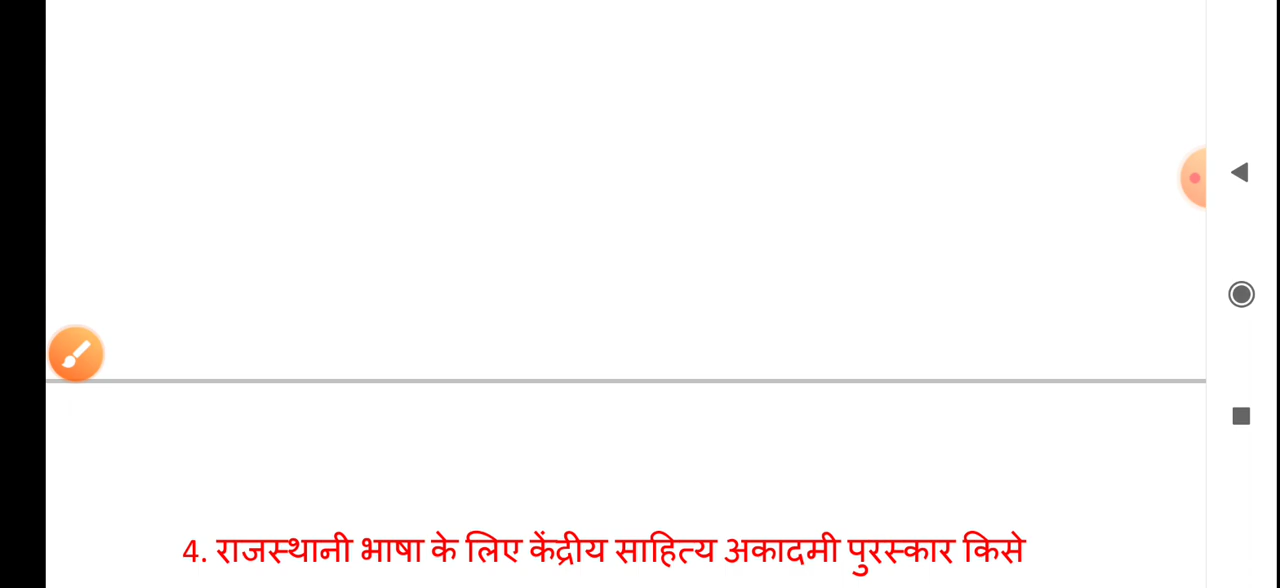 4. राजस्थानी भाषा के लिए केंद्रीय साहित्य अकादमी पुरस्कार किसे